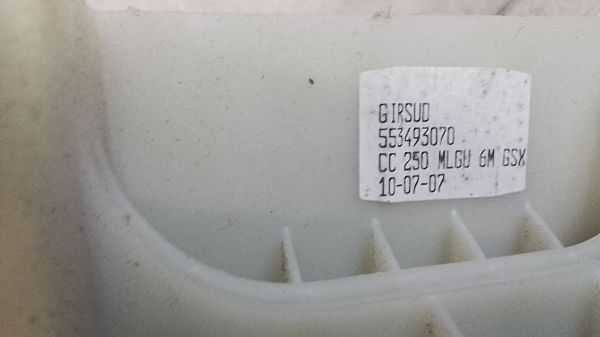 GIRSUD
553493070
CC 250 MLGU 6M GSX
10-07-07